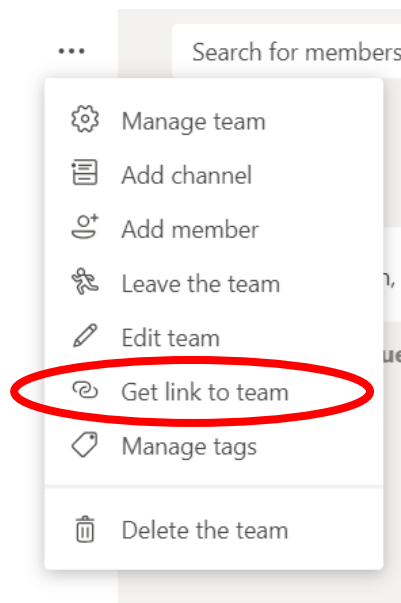 Search for members
Manage team
Add channel
Add member
Leave the team
Edit team
Get link to team
Manage tags
Delete the team